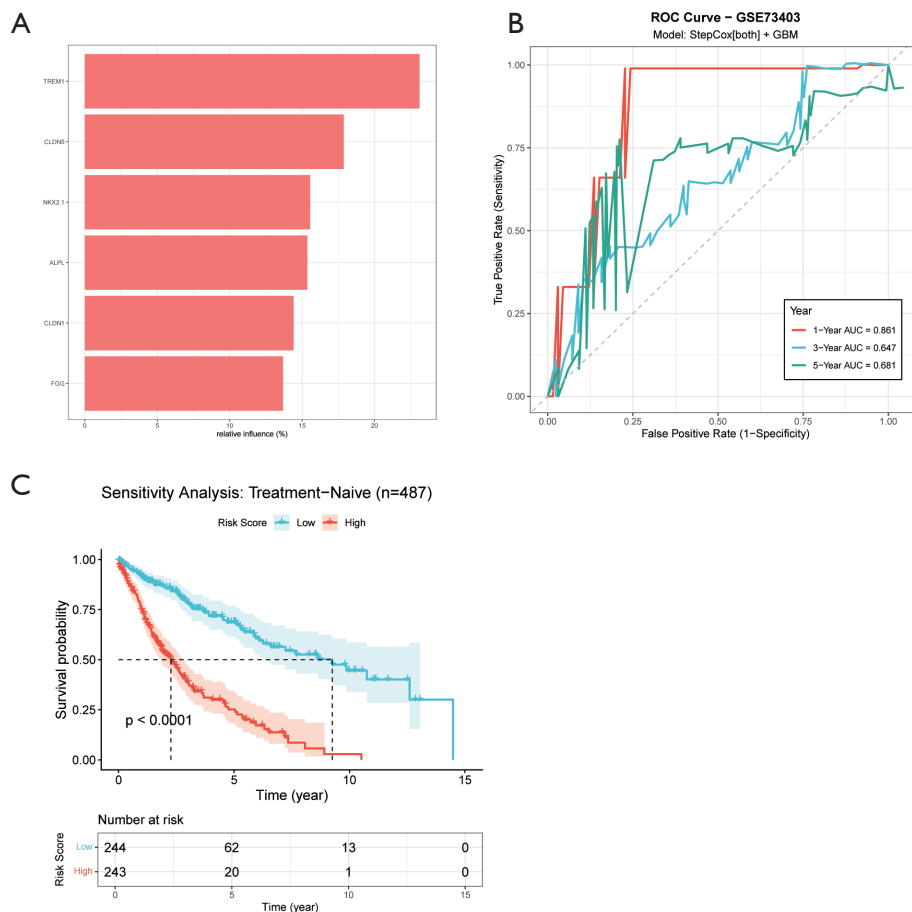 A
TREM1
CLDN5
NKX2.1
ALPL
CLDN1
FGG
0 5 10 15 20
relative influence (%)
B
ROC Curve − GSE73403
Model: StepCox[both] + GBM
True Positive Rate (Sensitivity)
1.00
0.75
0.50
0.25
0.00
Year
1−Year AUC = 0.861
3−Year AUC = 0.647
5−Year AUC = 0.681
0.00 0.25 0.50 0.75 1.00
False Positive Rate (1−Specificity)
C
Sensitivity Analysis: Treatment−Naive (n=487)
Risk Score Low High
Survival probability
1.00
0.75
0.50
0.25
0.00
p < 0.0001
0 5 10 15
Time (year)
Number at risk
Risk Score
Low 244 62 13 0
High 243 20 1 0
0 5 10 15
Time (year)